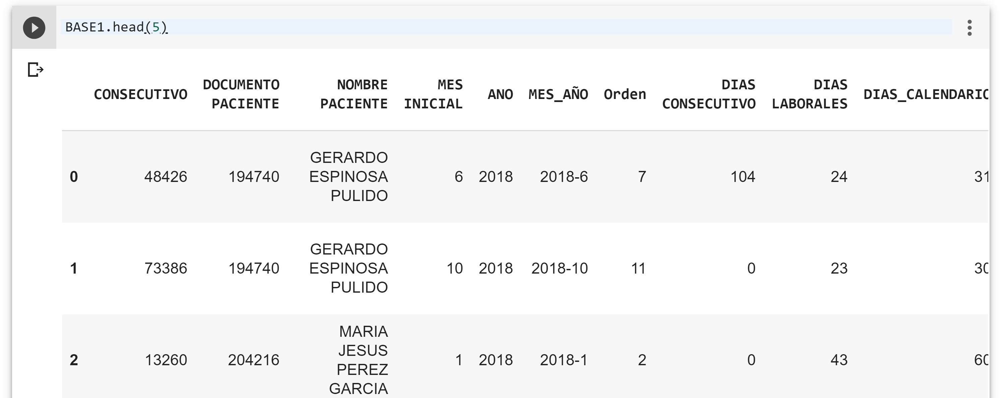 BASE1.head(5)
CONSECUTIVO DOCUMENTO PACIENTE NOMBRE PACIENTE MES INICIAL ANO MES_AÑO Orden DIAS CONSECUTIVO DIAS LABORALES DIAS_CALENDARIO
0 48426 194740 GERARDO ESPINOSA PULIDO 6 2018 2018-6 7 104 24 31
1 73386 194740 GERARDO ESPINOSA PULIDO 10 2018 2018-10 11 0 23 30
2 13260 204216 MARIA JESUS PEREZ GARCIA 1 2018 2018-1 2 0 43 60